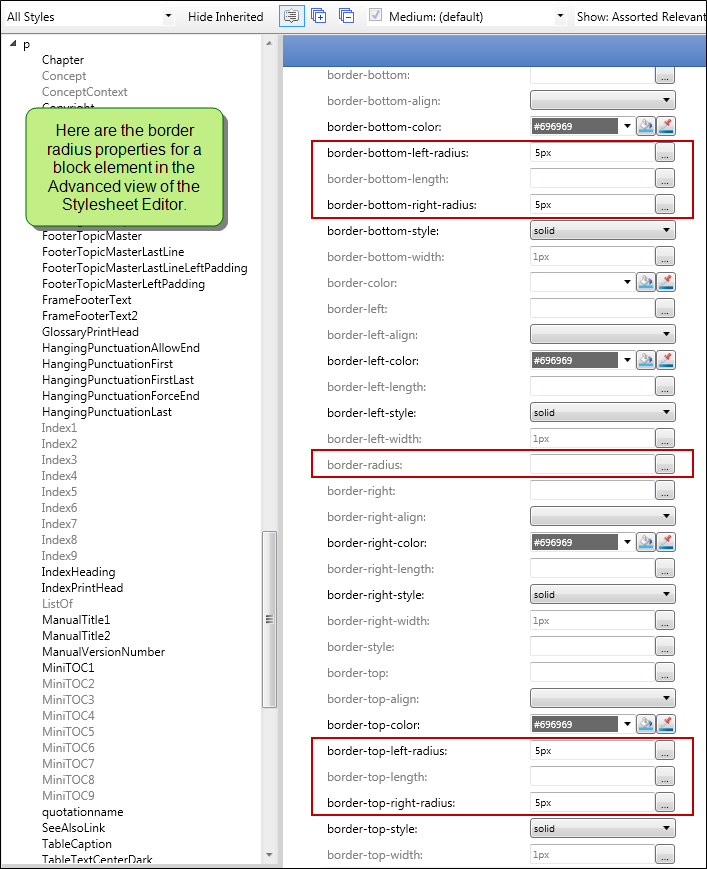 All Styles Hide Inherited Medium: (default) Show: Assorted Relevant
p
Chapter
Concept
ConceptContext
Copyright
Here are the border
radius properties for a
block element in the
Advanced view of the
Stylesheet Editor.
FooterTopicMaster
FooterTopicMasterLastLine
FooterTopicMasterLastLineLeftPadding
FooterTopicMasterLeftPadding
FrameFooterText
FrameFooterText2
GlossaryPrintHead
HangingPunctuationAllowEnd
HangingPunctuationFirst
HangingPunctuationFirstLast
HangingPunctuationForceEnd
HangingPunctuationLast
Index1
Index2
Index3
Index4
Index5
Index6
Index7
Index8
Index9
IndexHeading
IndexPrintHead
ListOf
ManualTitle1
ManualTitle2
ManualVersionNumber
MiniTOC1
MiniTOC2
MiniTOC3
MiniTOC4
MiniTOC5
MiniTOC6
MiniTOC7
MiniTOC8
MiniTOC9
quotationname
SeeAlsoLink
TableCaption
TableTextCenterDark
border-bottom: ...
border-bottom-align:
border-bottom-color: #696969
border-bottom-left-radius: 5px ...
border-bottom-length: ...
border-bottom-right-radius: 5px ...
border-bottom-style: solid
border-bottom-width: 1px ...
border-color:
border-left: ...
border-left-align:
border-left-color: #696969
border-left-length: ...
border-left-style: solid
border-left-width: 1px ...
border-radius: ...
border-right: ...
border-right-align:
border-right-color: #696969
border-right-length: ...
border-right-style: solid
border-right-width: 1px ...
border-style: ...
border-top: ...
border-top-align:
border-top-color: #696969
border-top-left-radius: 5px ...
border-top-length: ...
border-top-right-radius: 5px ...
border-top-style: solid
border-top-width: 1px ...